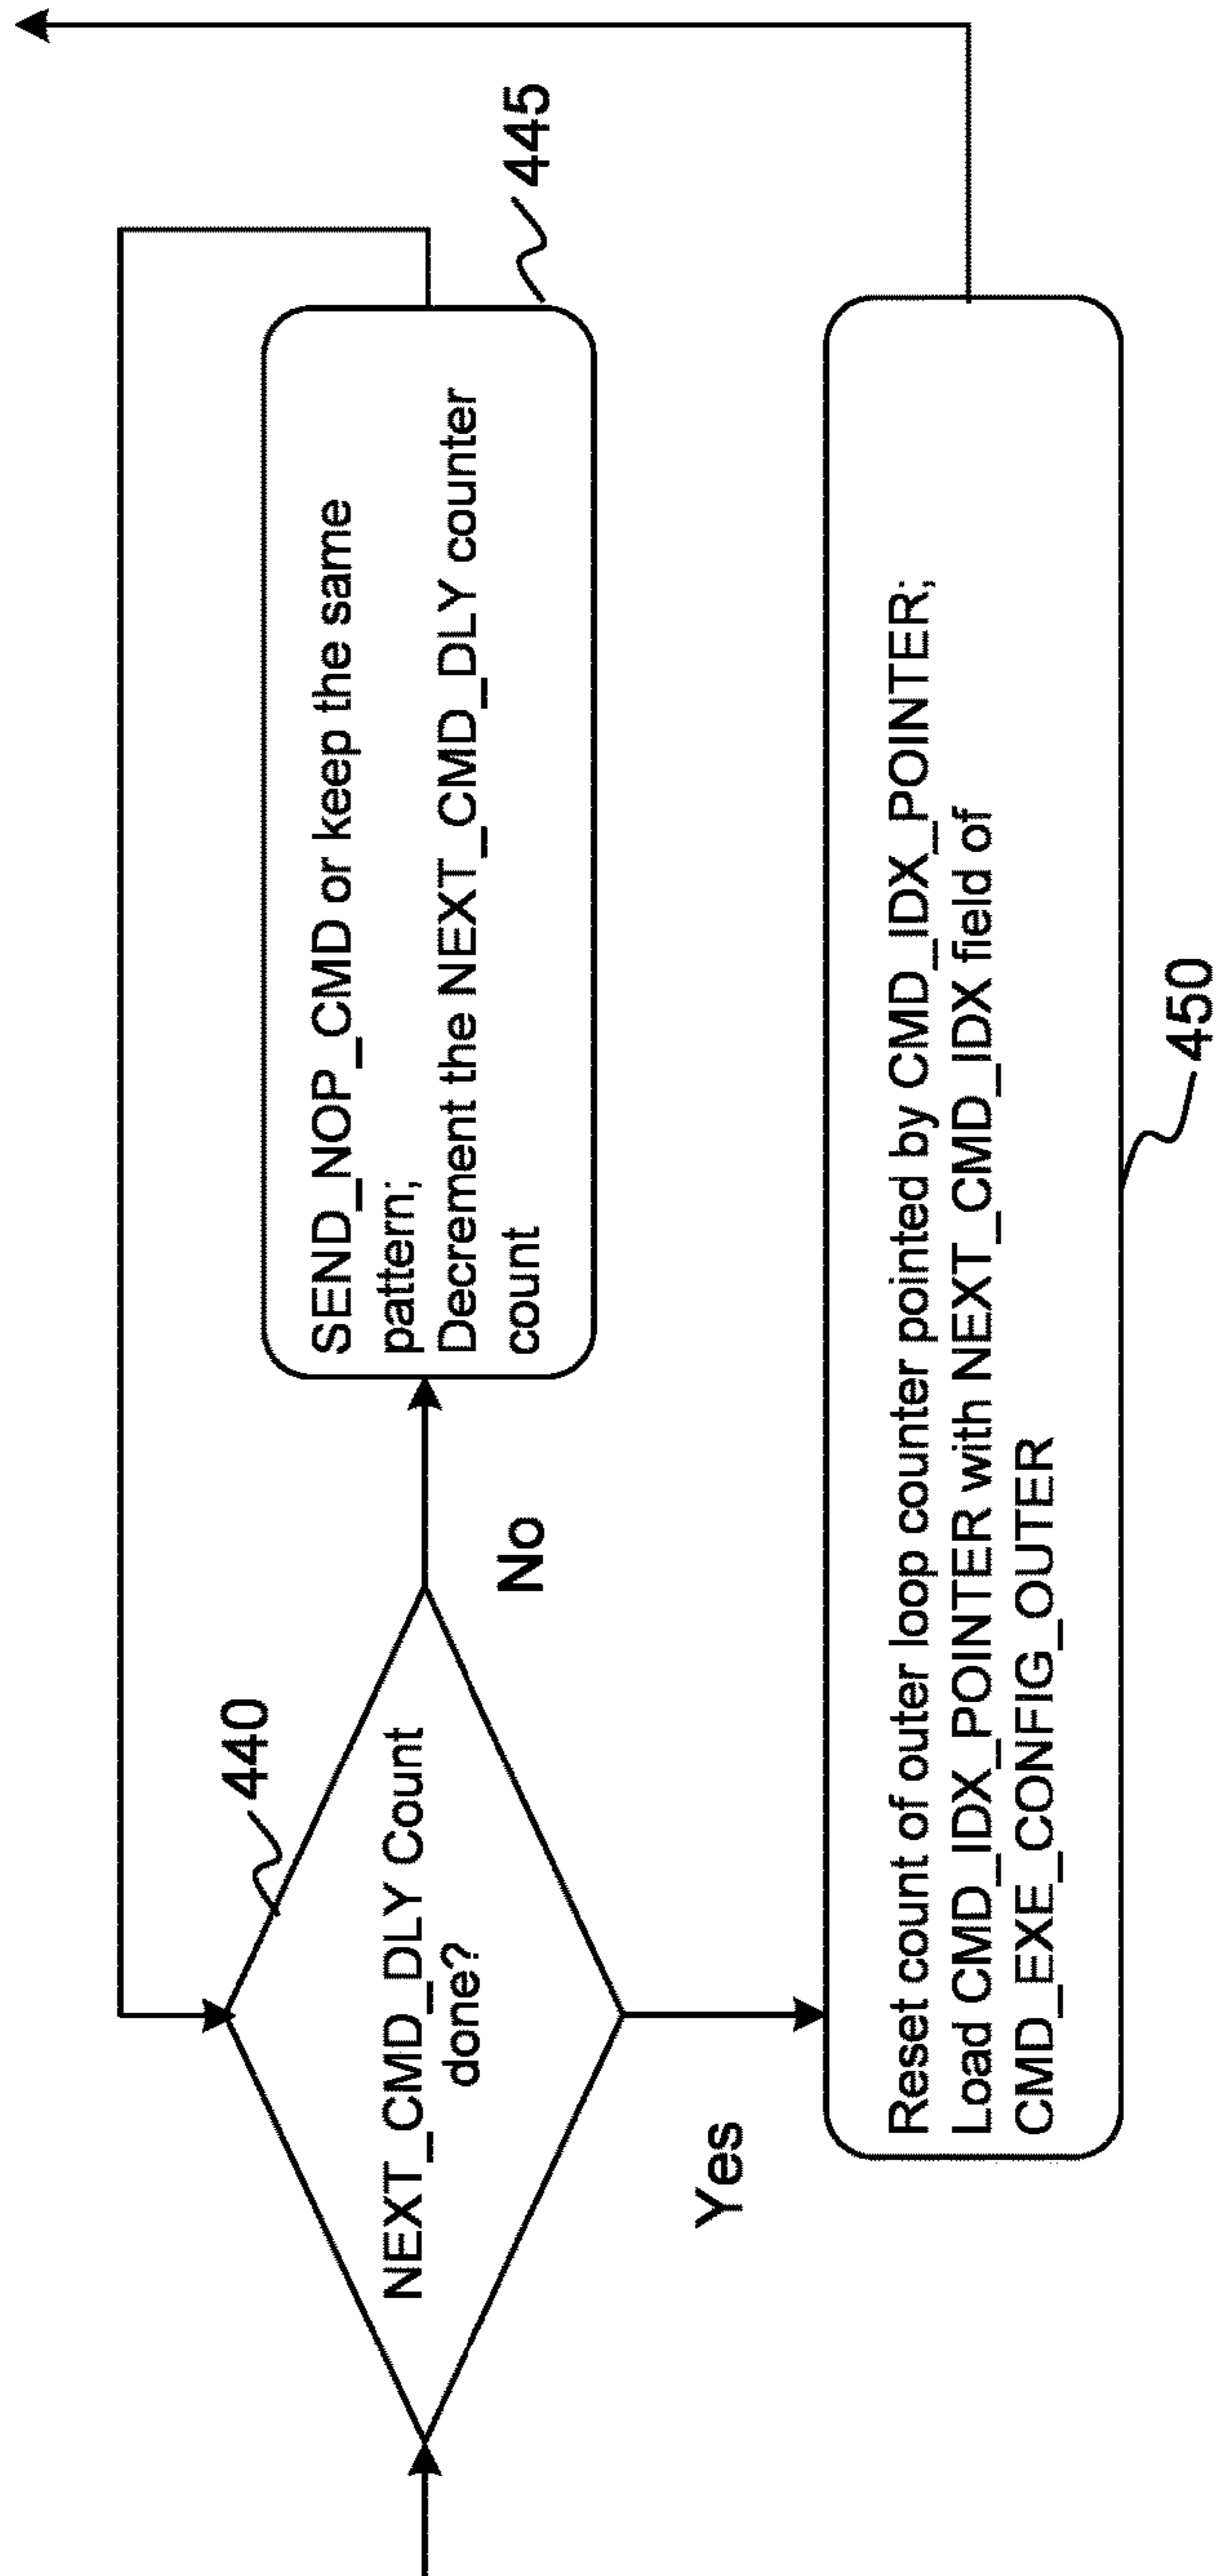 440
NEXT_CMD_DLY Count
done?
No
445
SEND_NOP_CMD or keep the same
pattern;
Decrement the NEXT_CMD_DLY counter
count
Yes
Reset count of outer loop counter pointed by CMD_IDX_POINTER;
Load CMD_IDX_POINTER with NEXT_CMD_IDX field of
CMD_EXE_CONFIG_OUTER
450